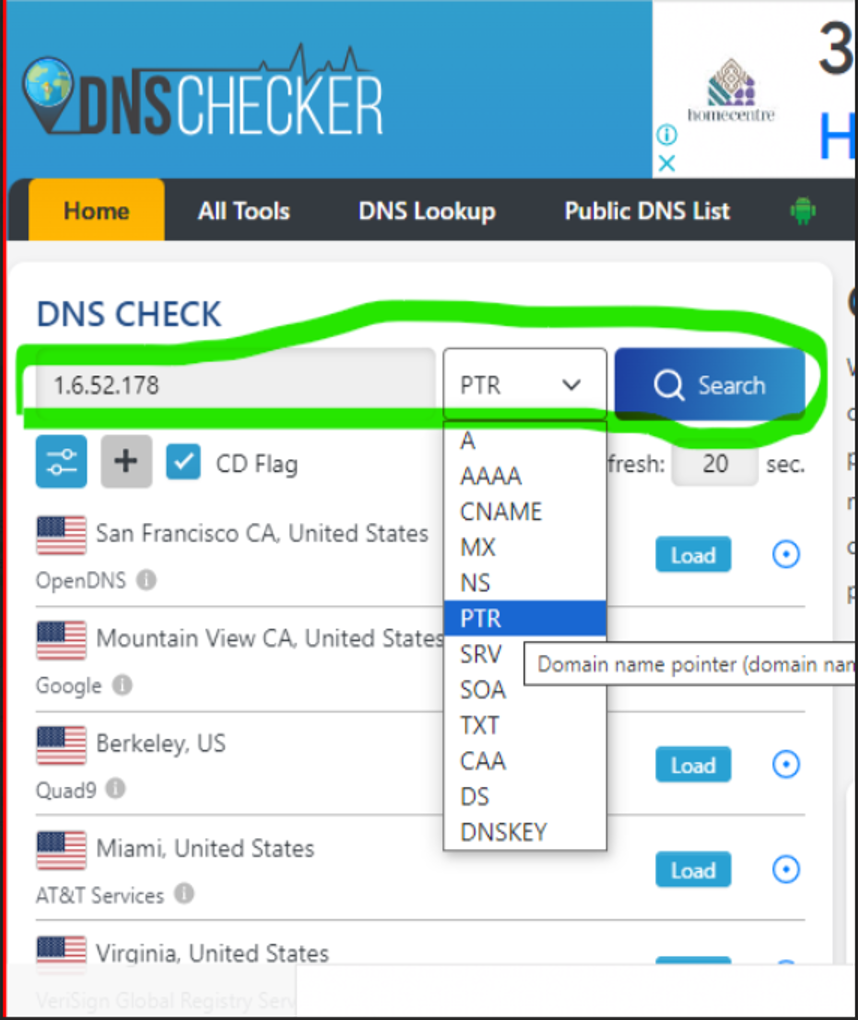 DNSCHECKER
homecentre
3
H
Home All Tools DNS Lookup Public DNS List
DNS CHECK
1.6.52.178 PTR Search
CD Flag fresh: 20 sec.
A
AAAA
CNAME
MX
NS
PTR
SRV
SOA
TXT
CAA
DS
DNSKEY
Domain name pointer (domain nam
San Francisco CA, United States
OpenDNS
Load
Mountain View CA, United States
Google
Berkeley, US
Quad9
Load
Miami, United States
AT&T Services
Load
Virginia, United States
VeriSign Global Registry Serv